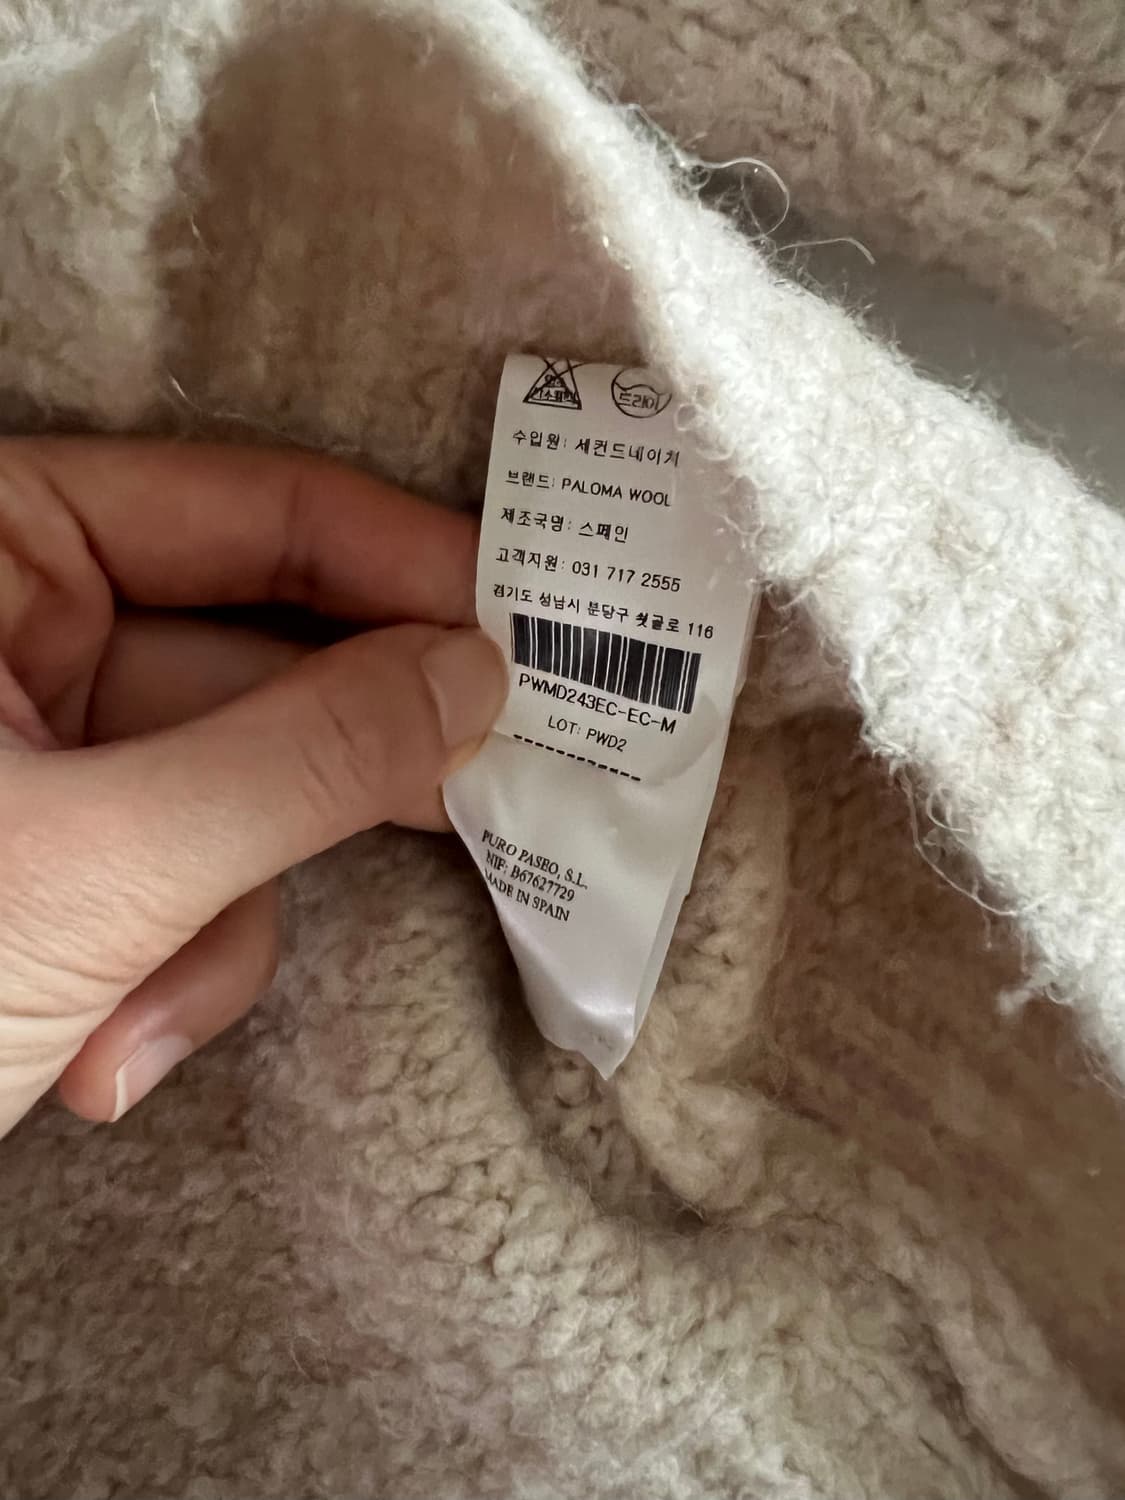 드라이
수입원: 세컨드네이처
브랜드: PALOMA WOOL
제조국명: 스페인
고객지원: 031 717 2555
경기도 성남시 분당구 쇳골로 116
PWMD243EC-EC-M
LOT: PWD2
PURO PASEO, S.L.
NIF: B67627729
MADE IN SPAIN